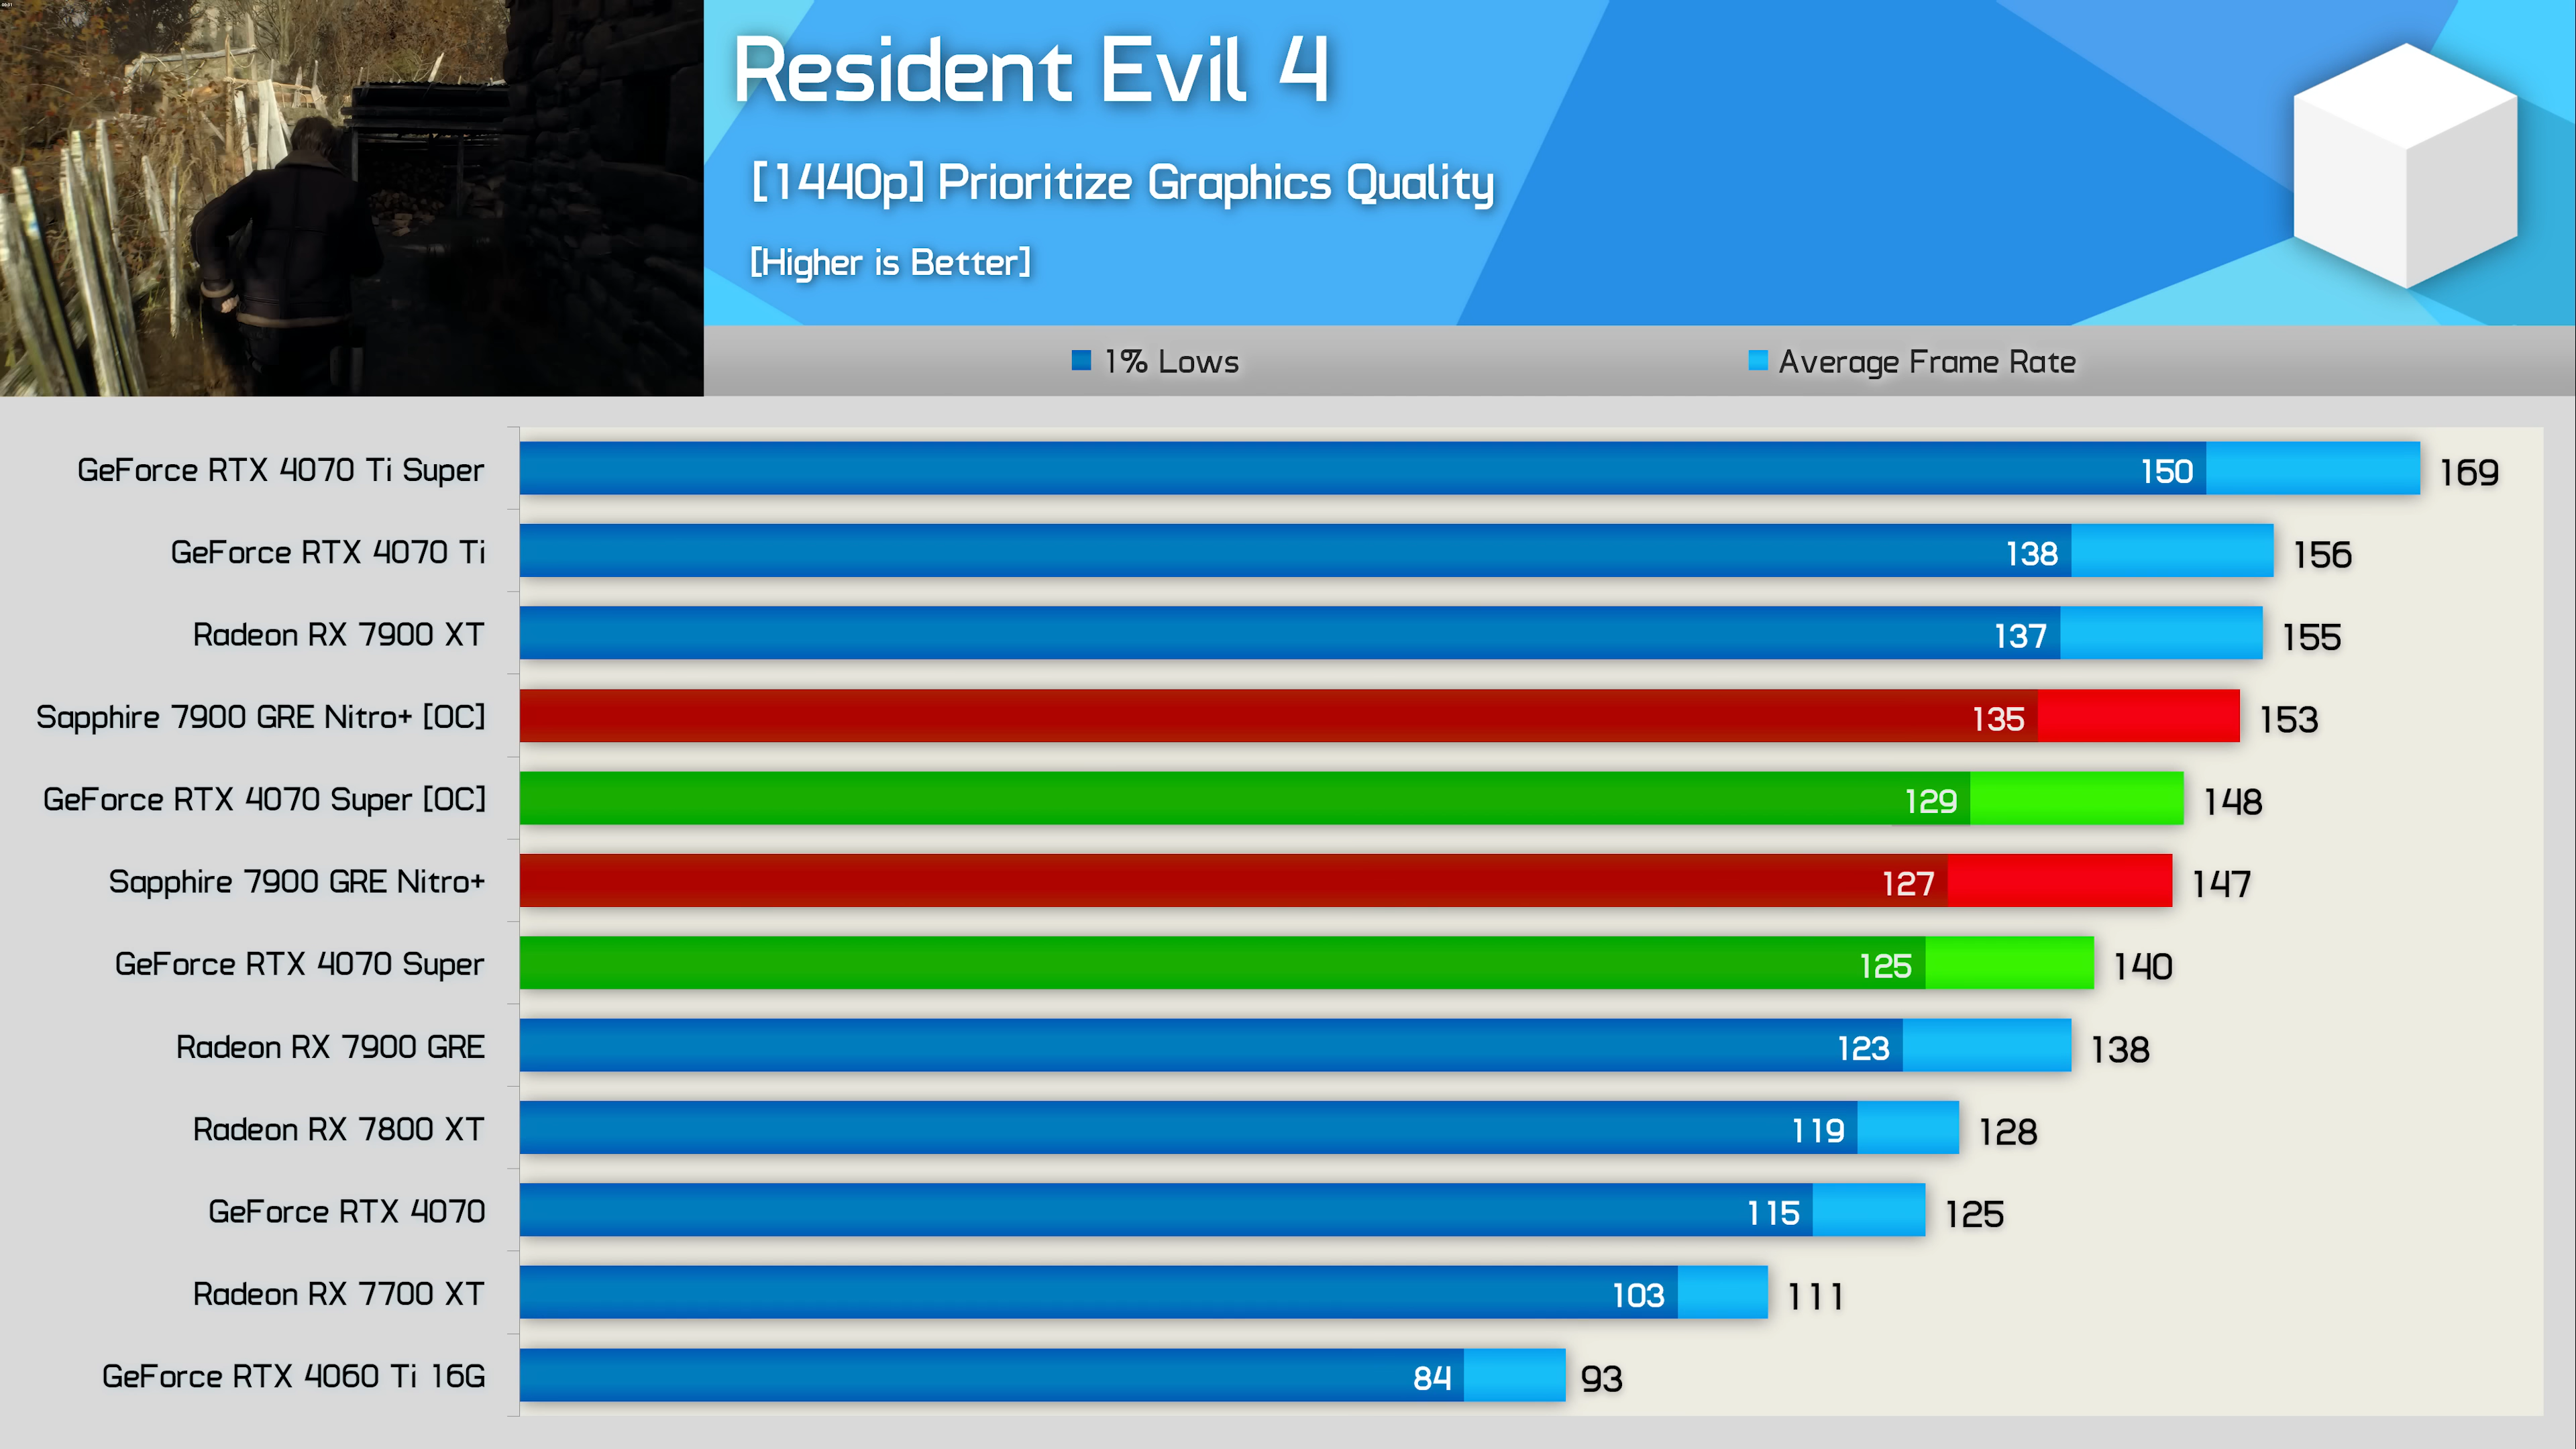 Resident Evil 4
[1440p] Prioritize Graphics Quality
[Higher is Better]
1% Lows
Average Frame Rate
GeForce RTX 4070 Ti Super 150 169
GeForce RTX 4070 Ti 138 156
Radeon RX 7900 XT 137 155
Sapphire 7900 GRE Nitro+ [OC] 135 153
GeForce RTX 4070 Super [OC] 129 148
Sapphire 7900 GRE Nitro+ 127 147
GeForce RTX 4070 Super 125 140
Radeon RX 7900 GRE 123 138
Radeon RX 7800 XT 119 128
GeForce RTX 4070 115 125
Radeon RX 7700 XT 103 111
GeForce RTX 4060 Ti 16G 84 93